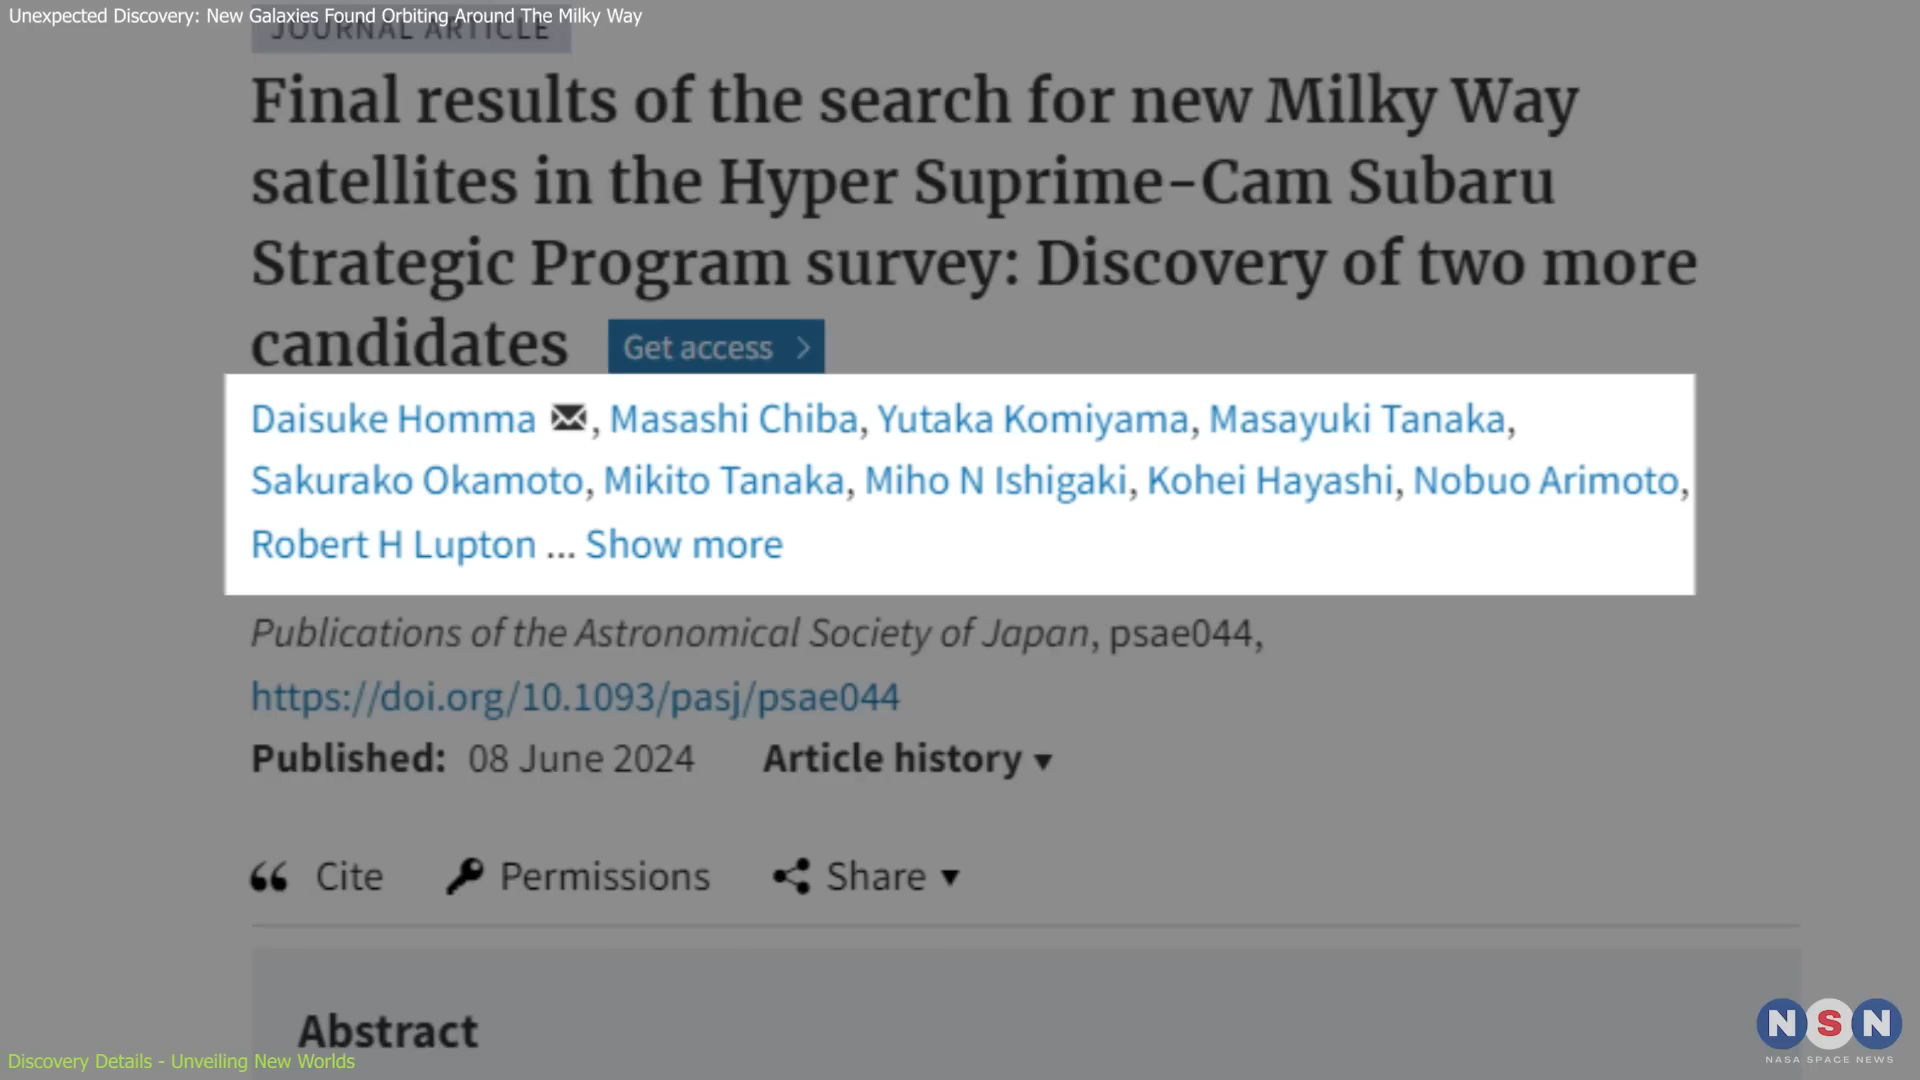 Unexpected Discovery: New Galaxies Found Orbiting Around The Milky Way
JOURNAL ARTICLE
Final results of the search for new Milky Way
satellites in the Hyper Suprime-Cam Subaru
Strategic Program survey: Discovery of two more
candidates Get access
Daisuke Homma, Masashi Chiba, Yutaka Komiyama, Masayuki Tanaka,
Sakurako Okamoto, Mikito Tanaka, Miho N Ishigaki, Kohei Hayashi, Nobuo Arimoto,
Robert H Lupton ... Show more
Publications of the Astronomical Society of Japan, psae044,
https://doi.org/10.1093/pasj/psae044
Published: 08 June 2024 Article history
Cite Permissions Share
Abstract
Discovery Details - Unveiling New Worlds
NSN
NASA SPACE NEWS